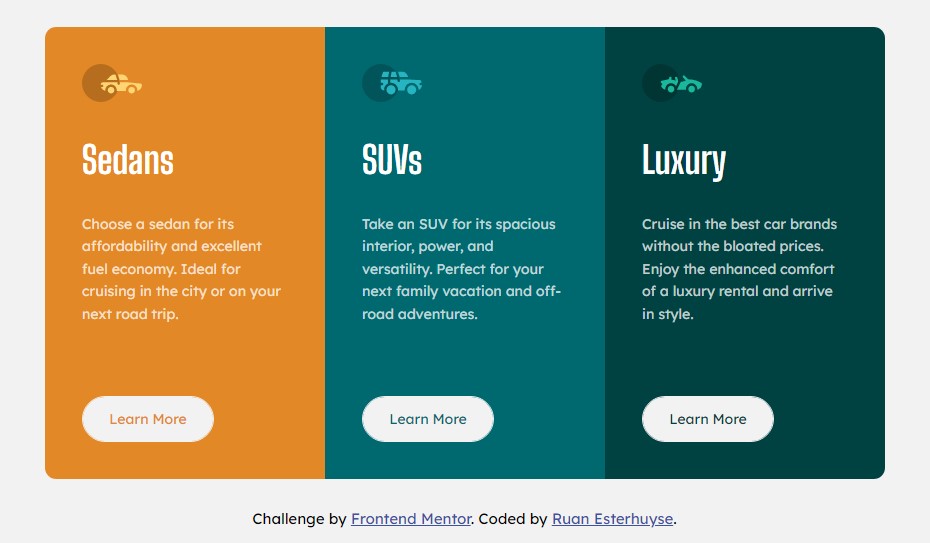 Sedans
Choose a sedan for its
affordability and excellent
fuel economy. Ideal for
cruising in the city or on your
next road trip.
Learn More
SUVs
Take an SUV for its spacious
interior, power, and
versatility. Perfect for your
next family vacation and off-
road adventures.
Learn More
Luxury
Cruise in the best car brands
without the bloated prices.
Enjoy the enhanced comfort
of a luxury rental and arrive
in style.
Learn More
Challenge by Frontend Mentor. Coded by Ruan Esterhuyse.